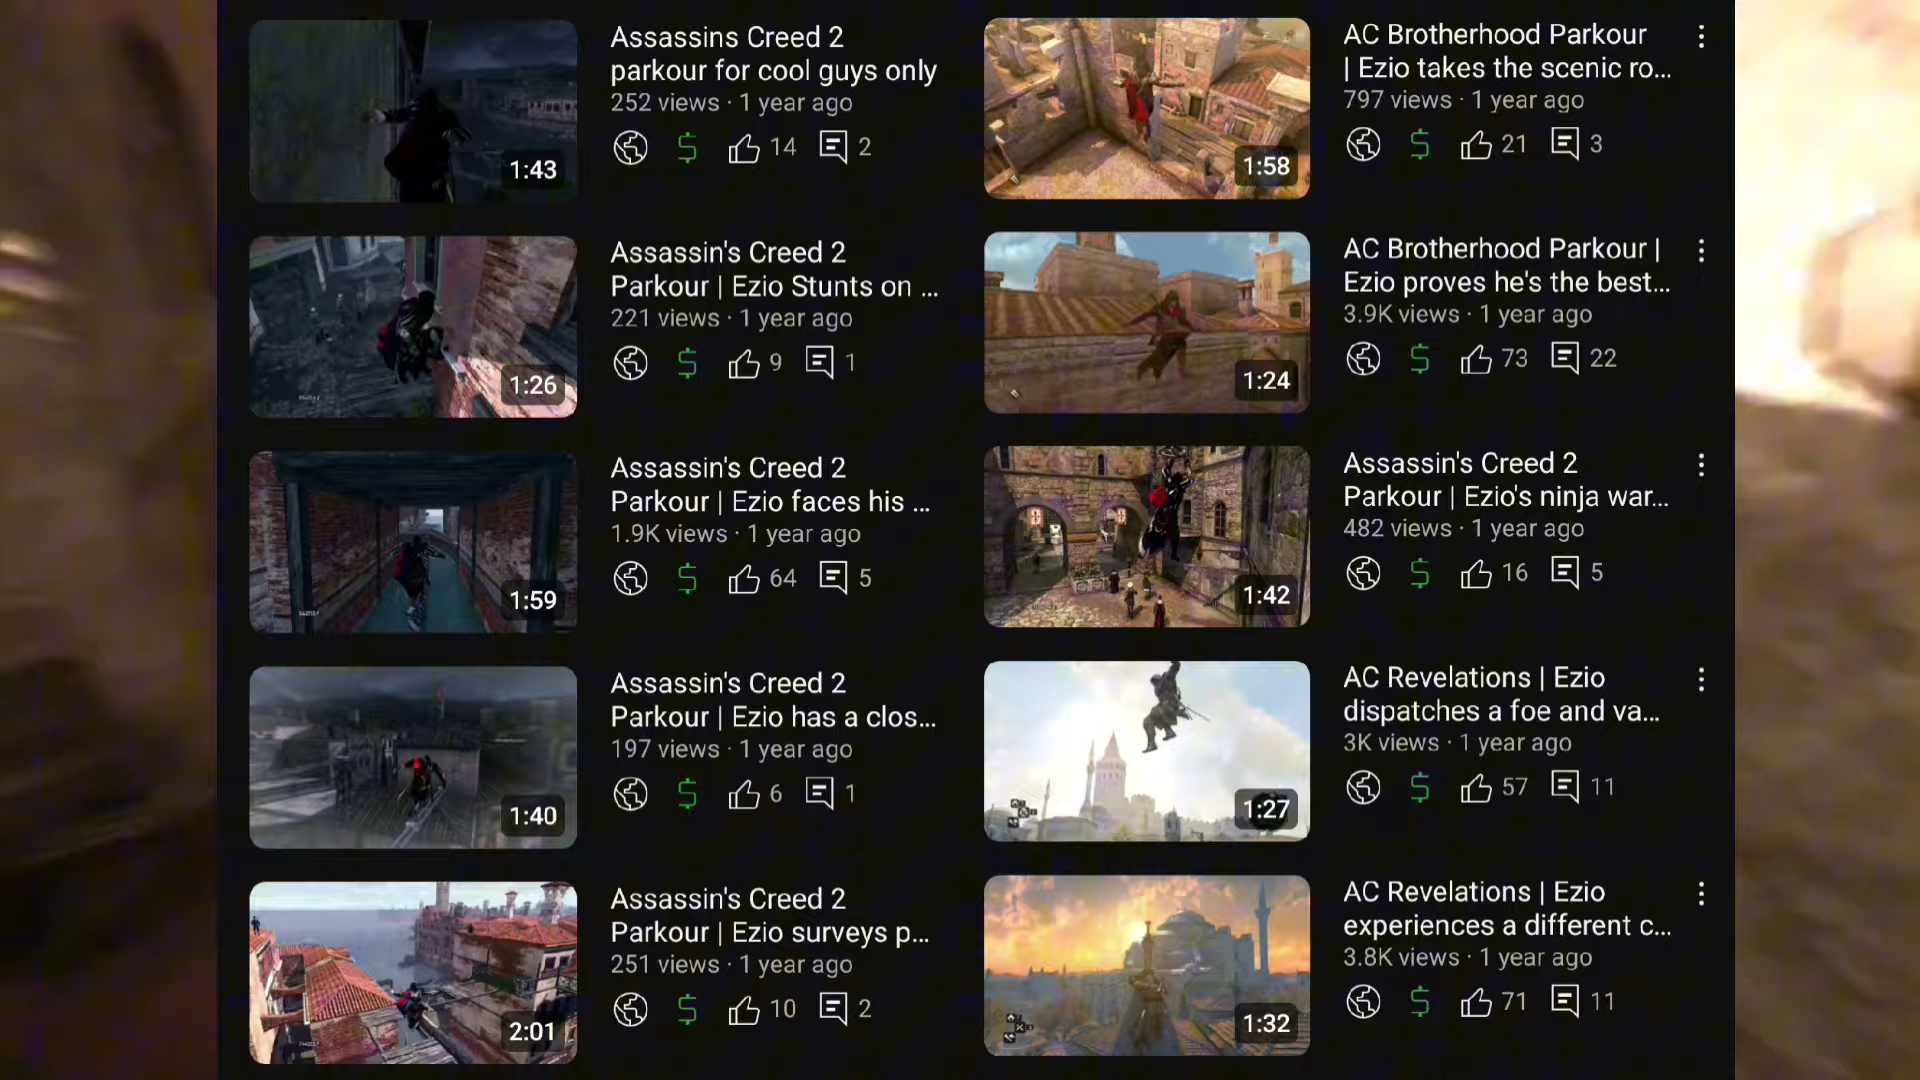 Assassins Creed 2
parkour for cool guys only
252 views · 1 year ago
14 2
1:43
Assassin's Creed 2
Parkour | Ezio Stunts on ...
221 views · 1 year ago
9 1
1:26
Assassin's Creed 2
Parkour | Ezio faces his ...
1.9K views · 1 year ago
64 5
1:59
Assassin's Creed 2
Parkour | Ezio has a clos...
197 views · 1 year ago
6 1
1:40
Assassin's Creed 2
Parkour | Ezio surveys p...
251 views · 1 year ago
10 2
2:01
AC Brotherhood Parkour
| Ezio takes the scenic ro...
797 views · 1 year ago
21 3
1:58
AC Brotherhood Parkour |
Ezio proves he's the best...
3.9K views · 1 year ago
73 22
1:24
Assassin's Creed 2
Parkour | Ezio's ninja war...
482 views · 1 year ago
16 5
1:42
AC Revelations | Ezio
dispatches a foe and va...
3K views · 1 year ago
57 11
1:27
AC Revelations | Ezio
experiences a different c...
3.8K views · 1 year ago
71 11
1:32